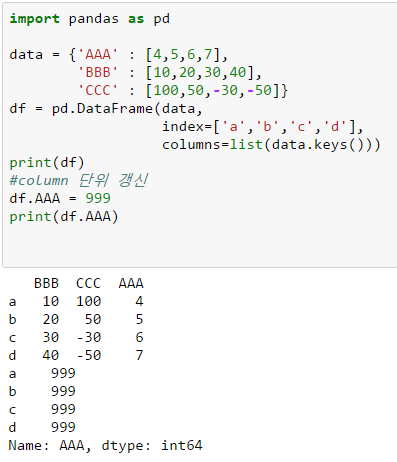 import pandas as pd
data = {'AAA' : [4,5,6,7],
'BBB' : [10,20,30,40],
'CCC' : [100,50,-30,-50]}
df = pd.DataFrame(data,
index=['a','b','c','d'],
columns=list(data.keys()))
print(df)
#column 단위 갱신
df.AAA = 999
print(df.AAA)
BBB CCC AAA
a 10 100 4
b 20 50 5
c 30 -30 6
d 40 -50 7
a 999
b 999
c 999
d 999
Name: AAA, dtype: int64